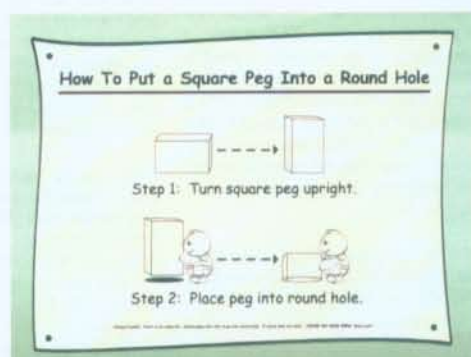 How To Put a Square Peg Into a Round Hole
Step 1: Turn square peg upright.
Step 2: Place peg into round hole.